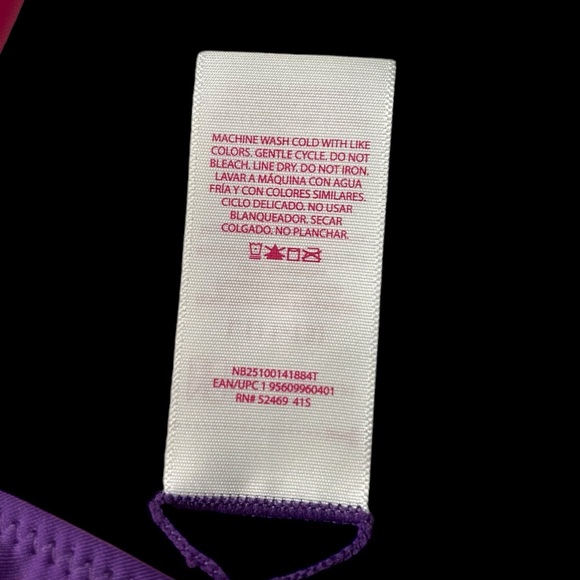 MACHINE WASH COLD WITH LIKE
COLORS. GENTLE CYCLE. DO NOT
BLEACH. LINE DRY. DO NOT IRON.
LAVAR A MÁQUINA CON AGUA
FRÍA Y CON COLORES SIMILARES.
CICLO DELICADO. NO USAR
BLANQUEADOR. SECAR
COLGADO. NO PLANCHAR.
NB25100141884T
EAN/UPC 1 95609960401
RN# 52469 41S